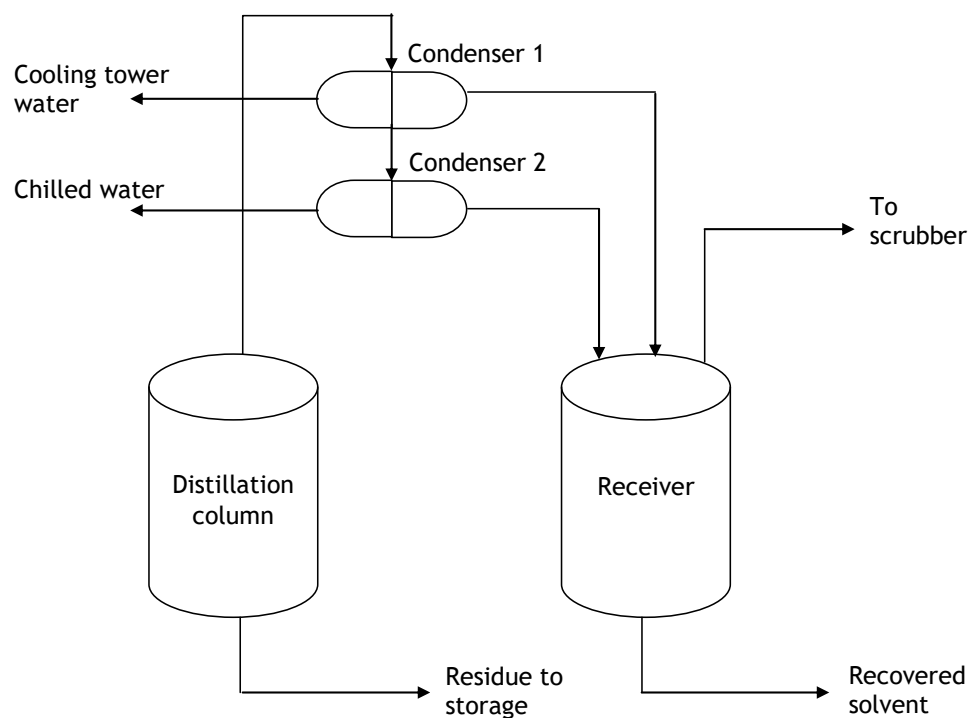 Condenser 1
Cooling tower
water
Condenser 2
Chilled water
To
scrubber
Distillation
column
Receiver
Residue to
storage
Recovered
solvent